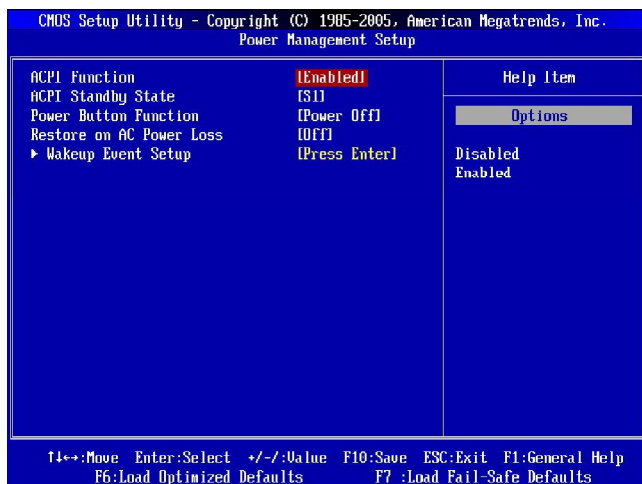 CMOS Setup Utility - Copyright (C) 1985-2005, American Megatrends, Inc.
Power Management Setup
ACPI Function [Enabled]
ACPI Standby State [S1]
Power Button Function [Power Off]
Restore on AC Power Loss [Off]
▶ Wakeup Event Setup [Press Enter]
Help Item
Options
Disabled
Enabled
↑↓←→:Move Enter:Select +/-/:Value F10:Save ESC:Exit F1:General Help
F6:Load Optimized Defaults F7 :Load Fail-Safe Defaults